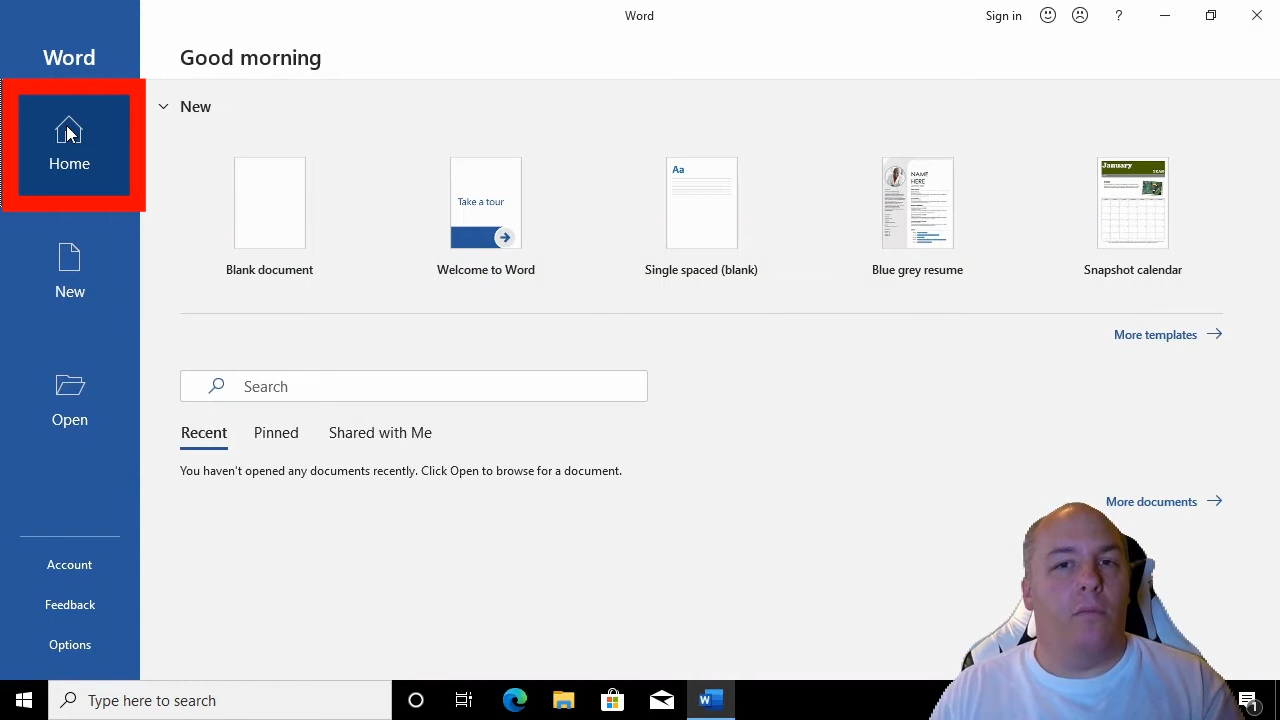 Word
Sign in
?
Word
Good morning
Home
New
Open
Account
Feedback
Options
New
Take a tour
Aa
NAME
HERE
January
YEAR
Blank document
Welcome to Word
Single spaced (blank)
Blue grey resume
Snapshot calendar
More templates
Search
Recent
Pinned
Shared with Me
You haven't opened any documents recently. Click Open to browse for a document.
More documents
Type here to search
W
1